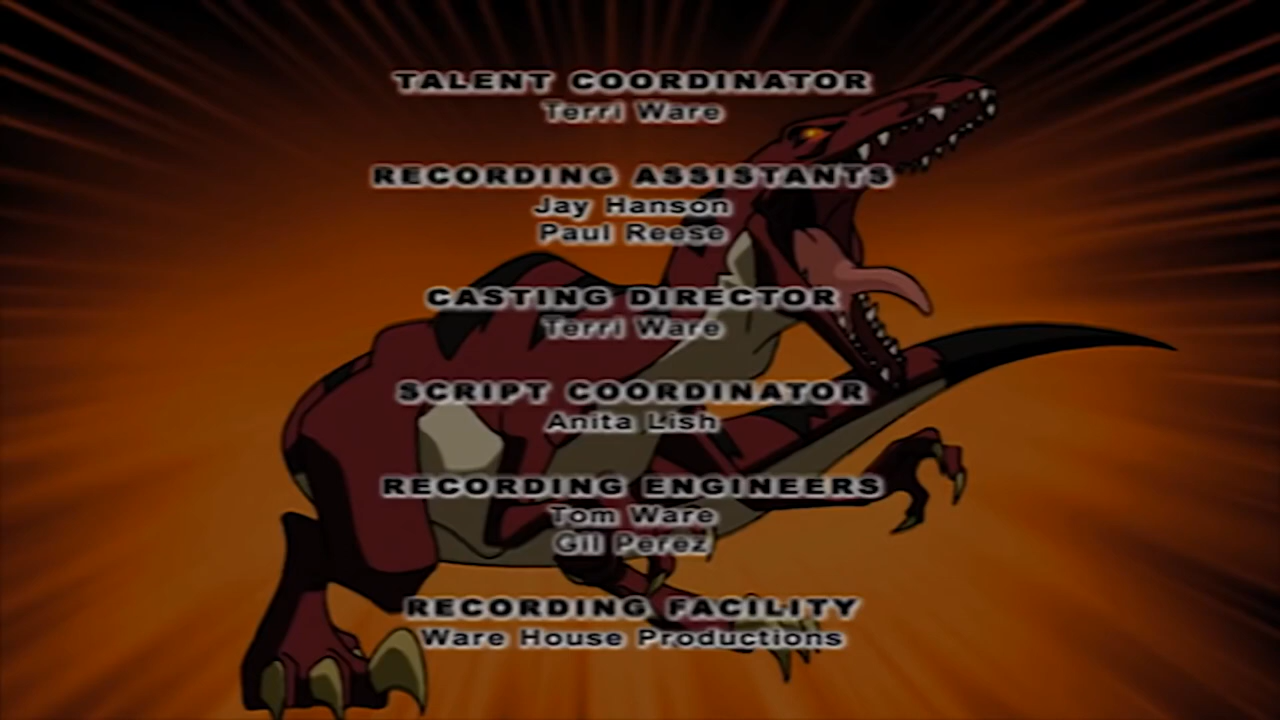 TALENT COORDINATOR
Terri Ware
RECORDING ASSISTANTS
Jay Hanson
Paul Reese
CASTING DIRECTOR
Terri Ware
SCRIPT COORDINATOR
Anita Lish
RECORDING ENGINEERS
Tom Ware
Gil Perez
RECORDING FACILITY
Ware House Productions